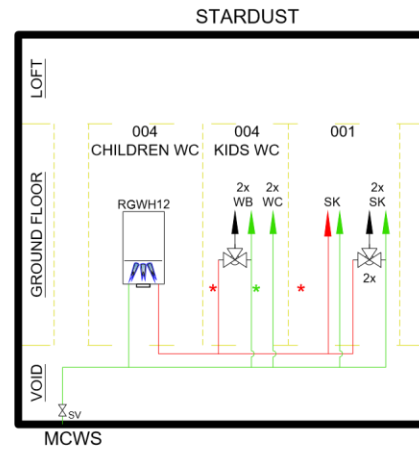 STARDUST
LOFT
004
CHILDREN WC
004
KIDS WC
001
GROUND FLOOR
RGWH12
2x
WB
2x
WC
SK
2x
SK
*
*
*
2x
VOID
SV
MCWS